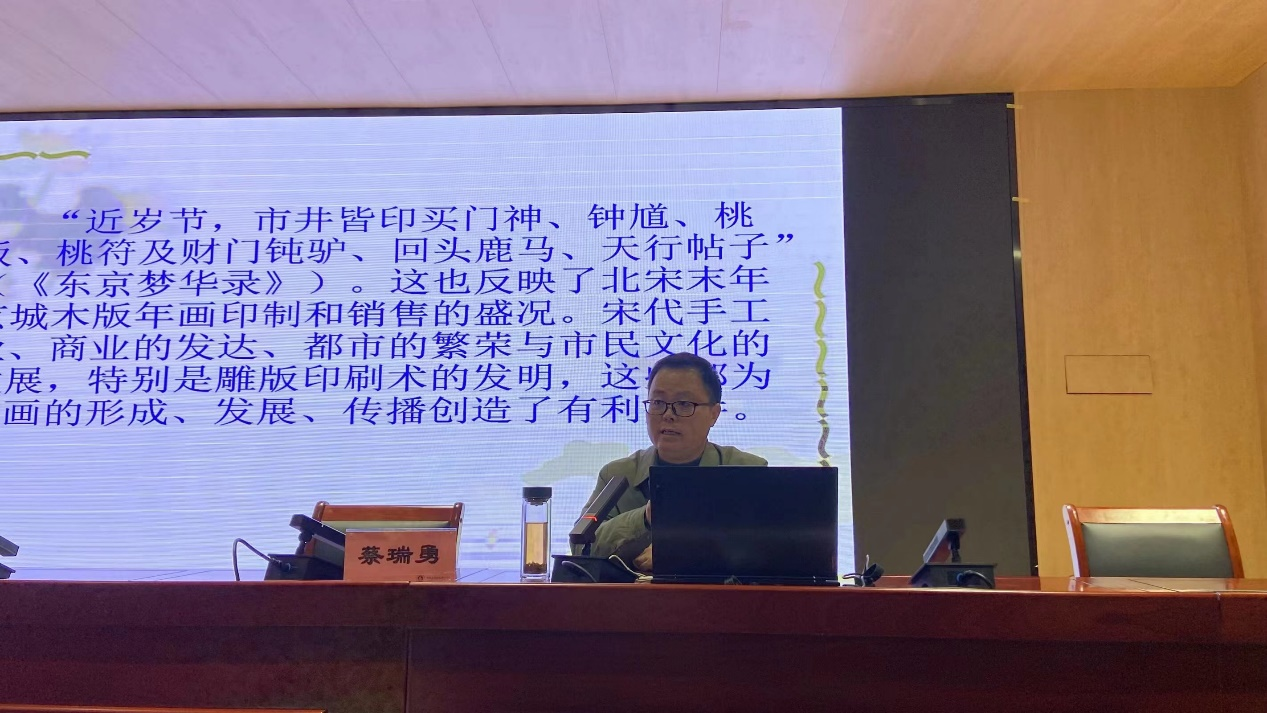 “近岁节，市井皆印买门神、钟馗、桃
、桃符及财门钝驴、回头鹿马、天行帖子”
（《东京梦华录》）。这也反映了北宋末年
城木版年画印制和销售的盛况。宋代手工
、商业的发达、都市的繁荣与市民文化的
展，特别是雕版印刷术的发明，这 都为
画的形成、发展、传播创造了有利 。
蔡瑞勇